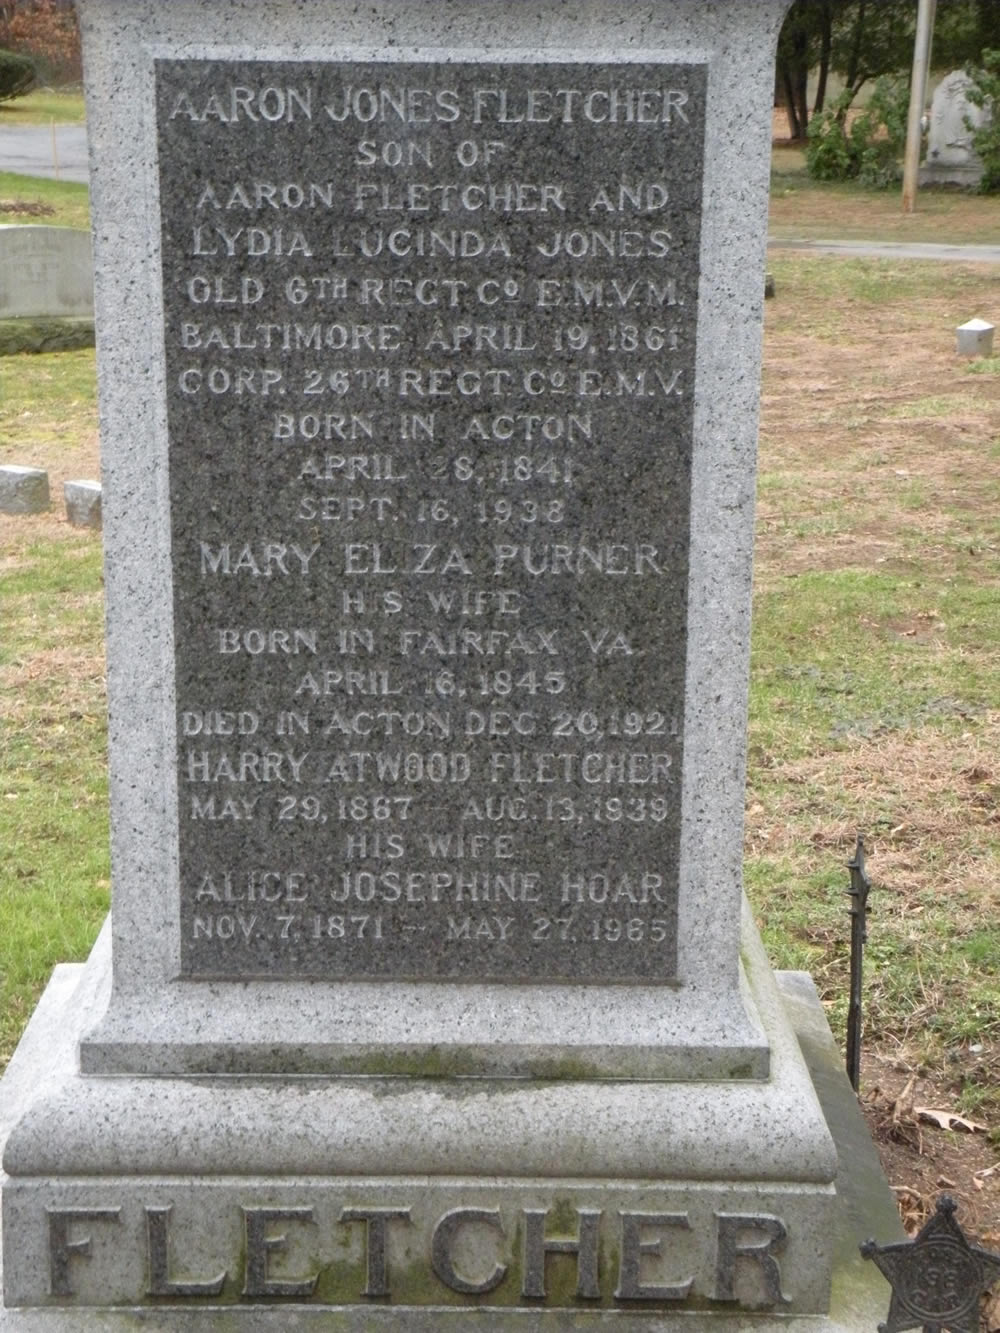 AARON JONES FLETCHER
SON OF
AARON FLETCHER AND
LYDIA LUCINDA JONES
OLD 6TH REGT CO E.M.V.M.
BALTIMORE APRIL 19, 1861
CORP. 26TH REGT. CO E.M.V.
BORN IN ACTON
APRIL 28, 1841
SEPT. 16, 1938
MARY ELIZA PURNER
HIS WIFE
BORN IN FAIRFAX VA.
APRIL 16, 1845
DIED IN ACTON DEC 20, 1921
HARRY ATWOOD FLETCHER
MAY 29, 1867 – AUG. 13, 1939
HIS WIFE
ALICE JOSEPHINE HOAR
NOV. 7, 1871 – MAY 27, 1965
FLETCHER